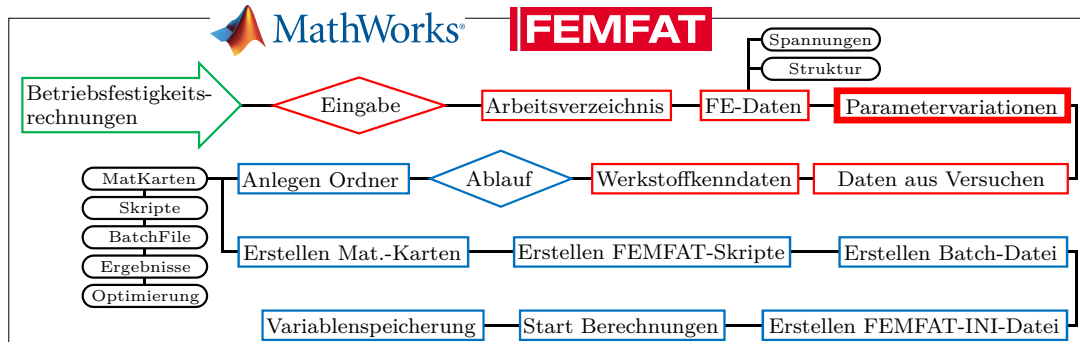 MathWorks®
FEMFAT
Spannungen
Struktur
Betriebsfestigkeits-
rechnungen
Eingabe
Arbeitsverzeichnis
FE-Daten
Parametervariationen
MatKarten
Skripte
BatchFile
Ergebnisse
Optimierung
Anlegen Ordner
Ablauf
Werkstoffkenndaten
Daten aus Versuchen
Erstellen Mat.-Karten
Erstellen FEMFAT-Skripte
Erstellen Batch-Datei
Variablenspeicherung
Start Berechnungen
Erstellen FEMFAT-INI-Datei